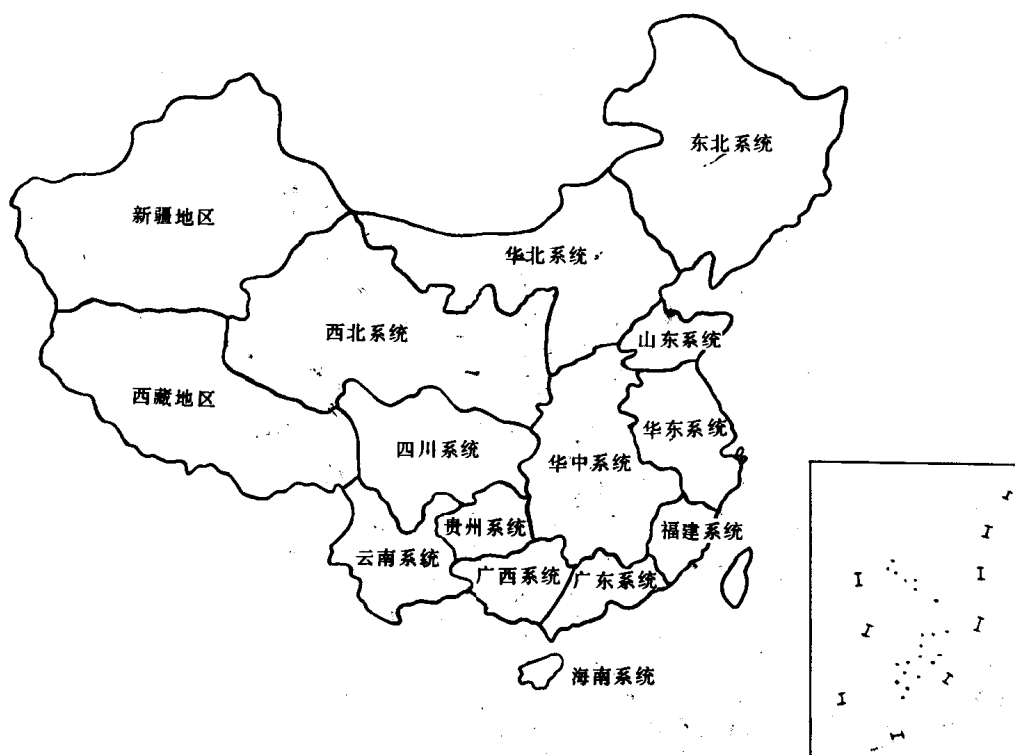 东北系统
新疆地区
华北系统
西北系统
山东系统
西藏地区
华东系统
四川系统
华中系统
贵州系统
福建系统
云南系统
广西系统
广东系统
海南系统